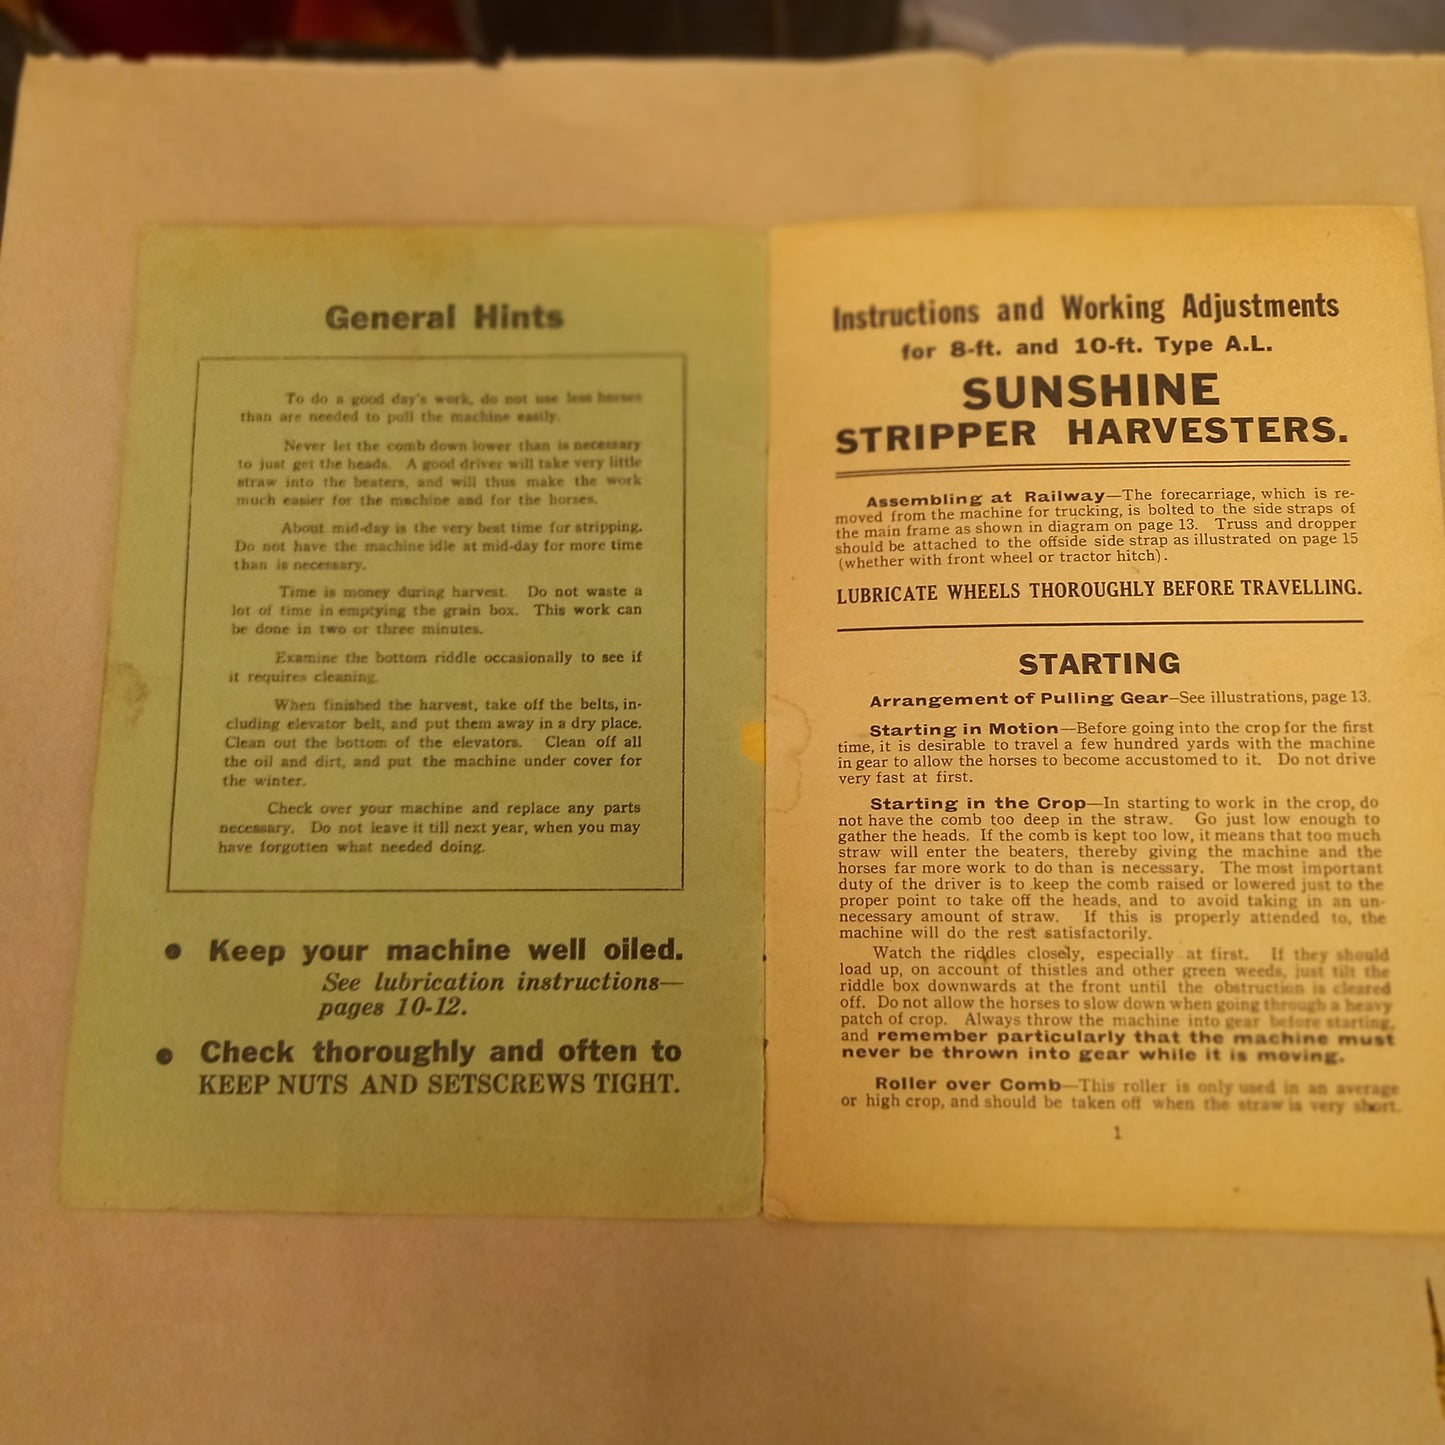 General Hints
To do a good day's work, do not use less horses
than are needed to pull the machine easily.
Never let the comb down lower than is necessary
to just get the heads. A good driver will take very little
straw into the beaters, and will thus make the work
much easier for the machine and for the horses.
About mid-day is the very best time for stripping.
Do not have the machine idle at mid-day for more time
than is necessary.
Time is money during harvest. Do not waste a
lot of time in emptying the grain box. This work can
be done in two or three minutes.
Examine the bottom riddle occasionally to see if
it requires cleaning.
When finished the harvest, take off the belts, in-
cluding elevator belt, and put them away in a dry place.
Clean out the bottom of the elevators. Clean off all
the oil and dirt, and put the machine under cover for
the winter.
Check over your machine and replace any parts
necessary. Do not leave it till next year, when you may
have forgotten what needed doing.
● Keep your machine well oiled.
See lubrication instructions—
pages 10-12.
● Check thoroughly and often to
KEEP NUTS AND SETSCREWS TIGHT.
Instructions and Working Adjustments
for 8-ft. and 10-ft. Type A.L.
SUNSHINE
STRIPPER HARVESTERS.
Assembling at Railway—The forecarriage, which is re-
moved from the machine for trucking, is bolted to the side straps of
the main frame as shown in diagram on page 13. Truss and dropper
should be attached to the offside side strap as illustrated on page 15
(whether with front wheel or tractor hitch).
LUBRICATE WHEELS THOROUGHLY BEFORE TRAVELLING.
STARTING
Arrangement of Pulling Gear—See illustrations, page 13.
Starting in Motion—Before going into the crop for the first
time, it is desirable to travel a few hundred yards with the machine
in gear to allow the horses to become accustomed to it. Do not drive
very fast at first.
Starting in the Crop—In starting to work in the crop, do
not have the comb too deep in the straw. Go just low enough to
gather the heads. If the comb is kept too low, it means that too much
straw will enter the beaters, thereby giving the machine and the
horses far more work to do than is necessary. The most important
duty of the driver is to keep the comb raised or lowered just to the
proper point to take off the heads, and to avoid taking in an un-
necessary amount of straw. If this is properly attended to, the
machine will do the rest satisfactorily.
Watch the riddles closely, especially at first. If they should
load up, on account of thistles and other green weeds, just tilt the
riddle box downwards at the front until the obstruction is cleared
off. Do not allow the horses to slow down when going through a heavy
patch of crop. Always throw the machine into gear before starting,
and remember particularly that the machine must
never be thrown into gear while it is moving.
Roller over Comb—This roller is only used in an average
or high crop, and should be taken off when the straw is very short.
1